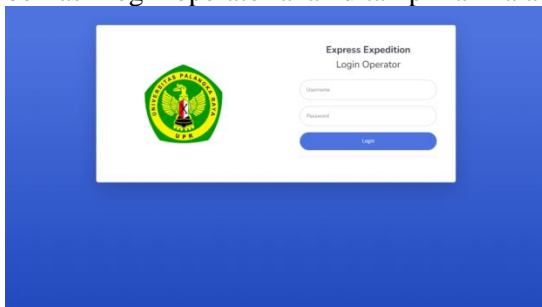 Express Expedition
Login Operator
UNIVERSITAS PALANGKA RAYA
UPR
Username
Password
Login